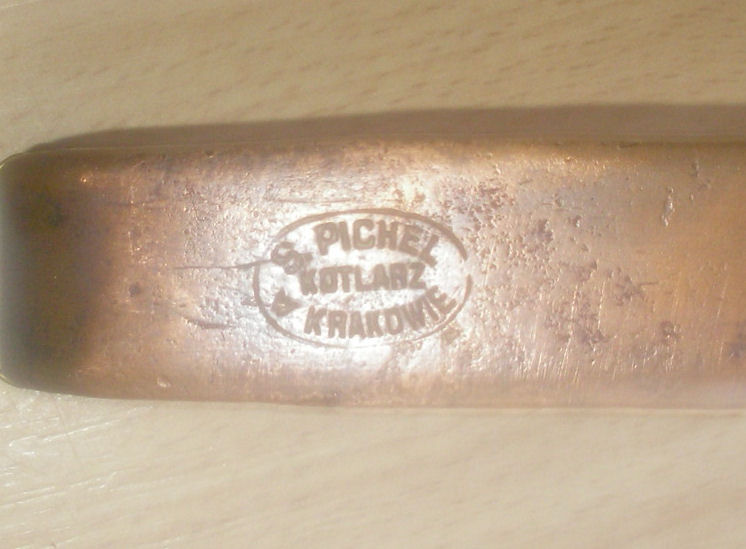 S. PICHEL
KOTLARZ
A KRAKOWIE